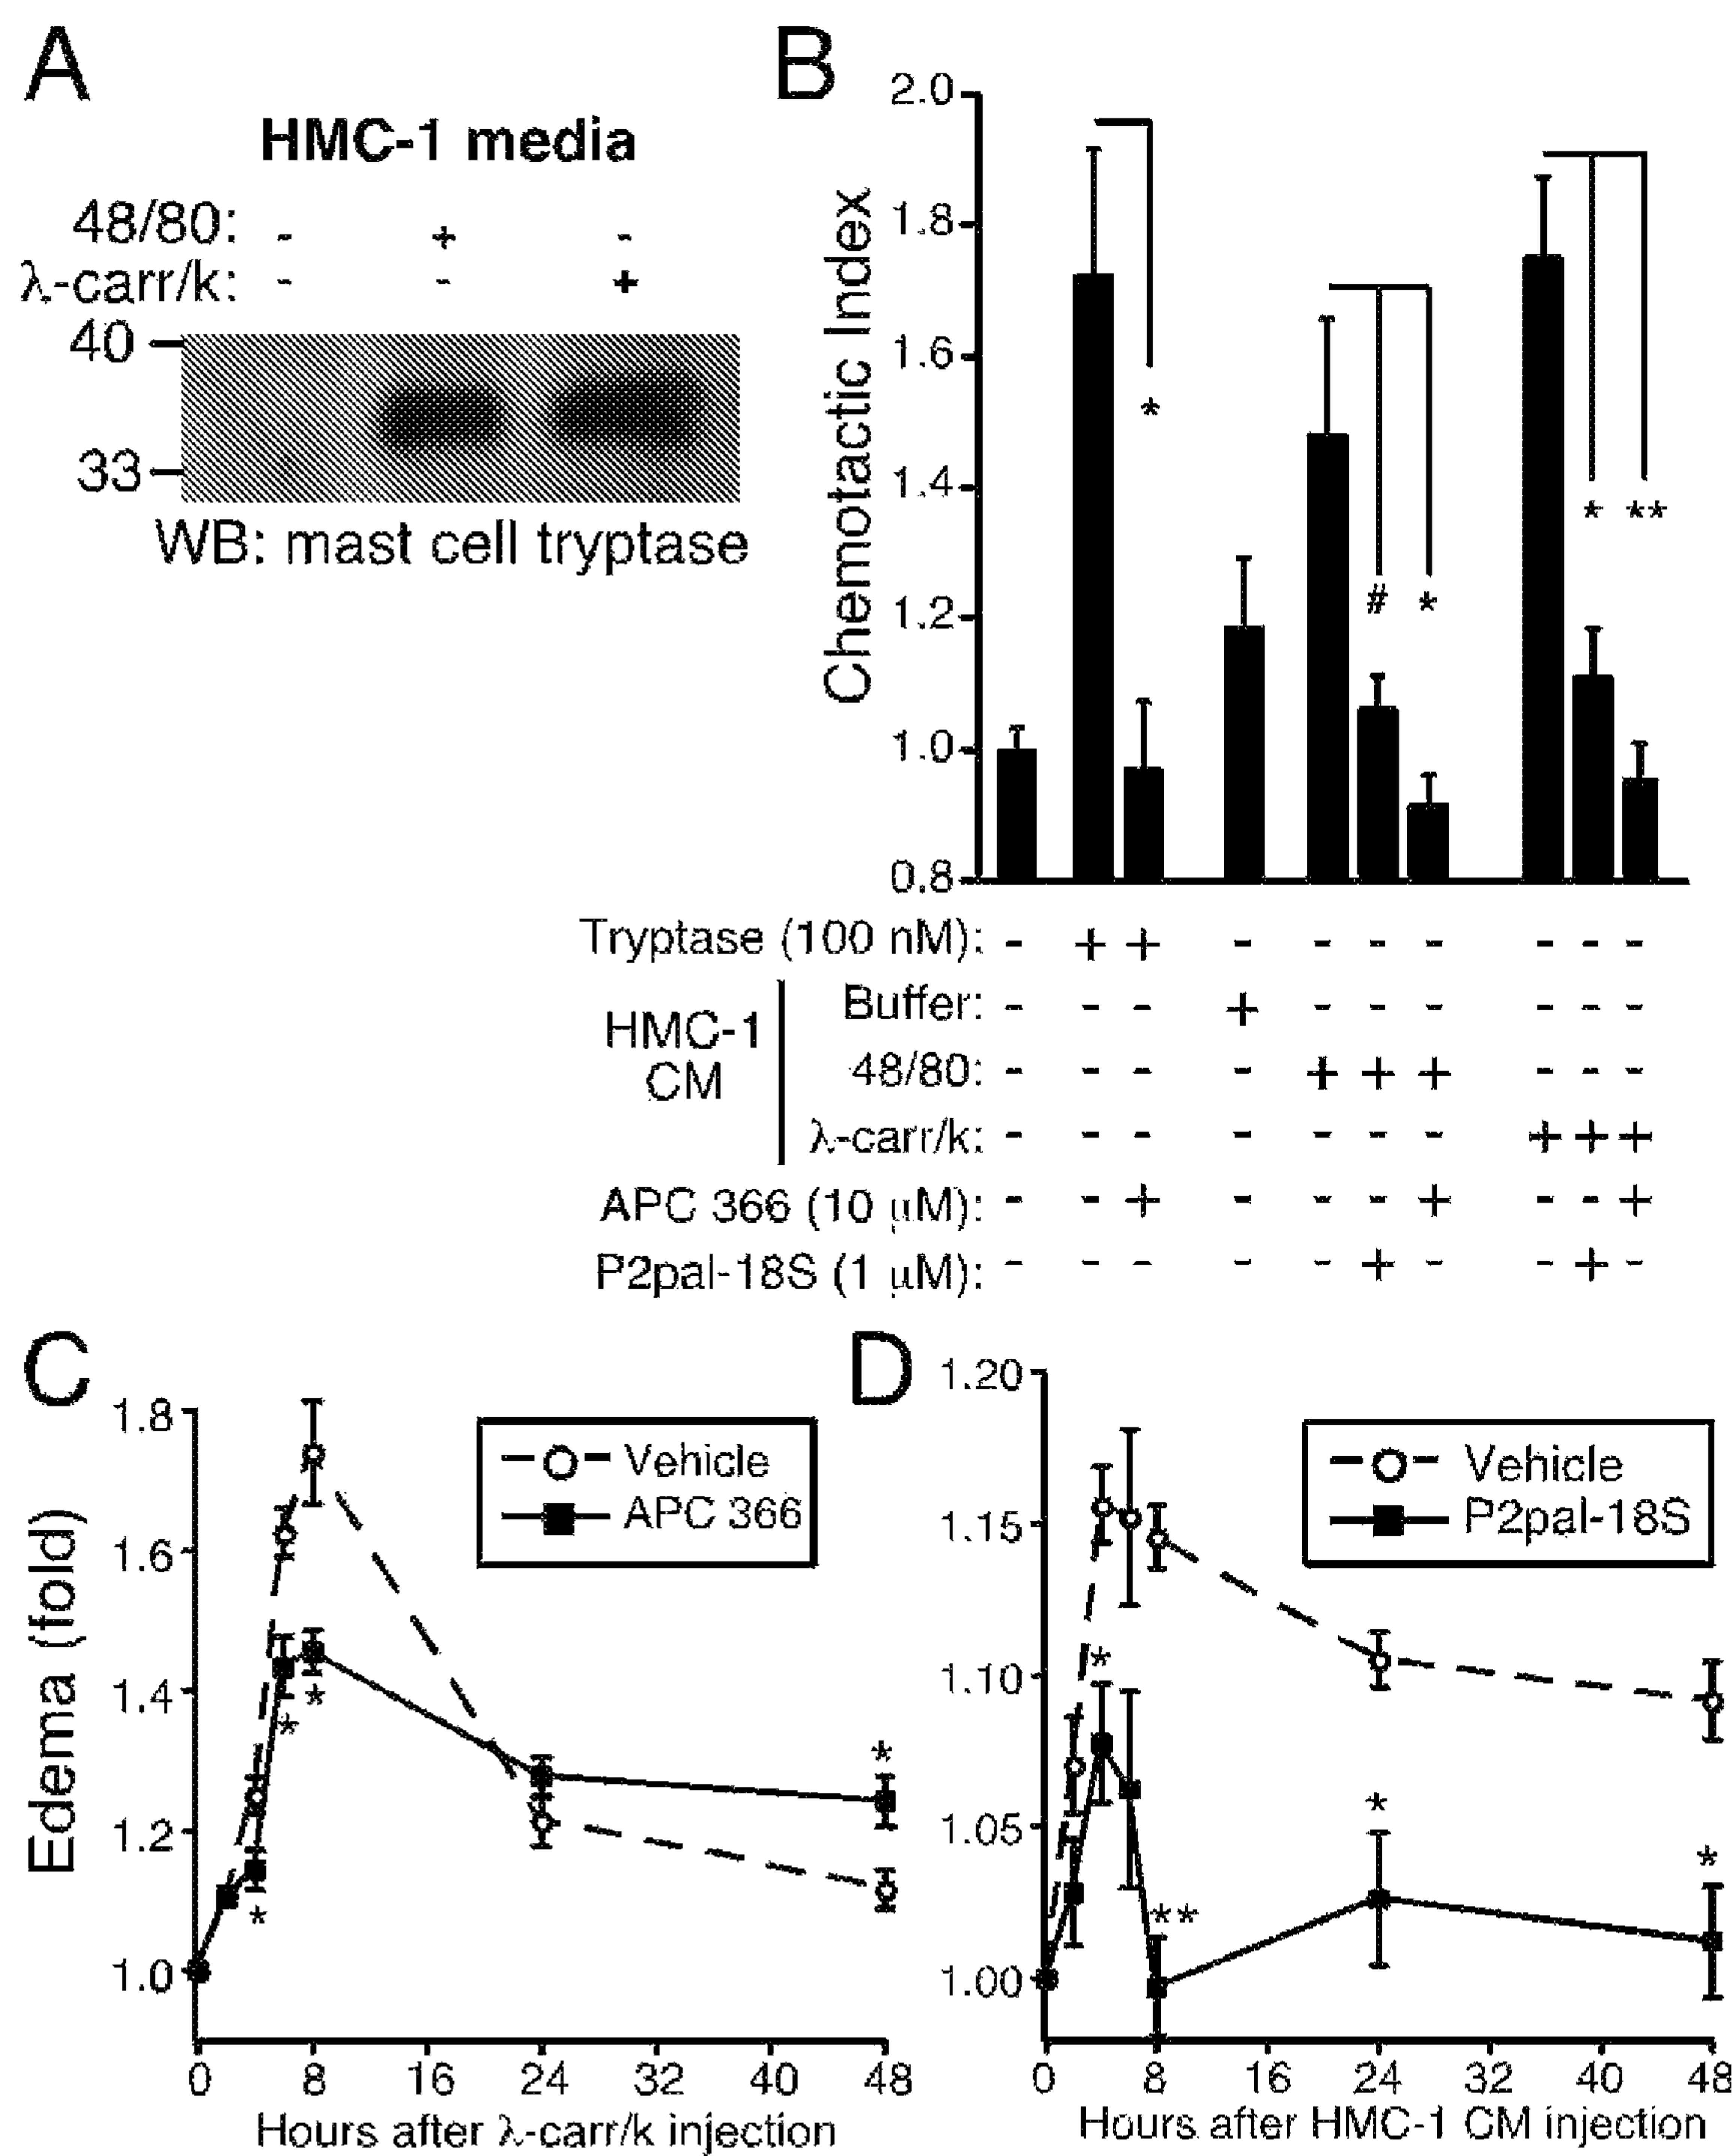 A
HMC-1 media
48/80: - + -
λ-carr/k: - - +
40
33
WB: mast cell tryptase
B
Chemotactic Index
2.0
1.8
1.6
1.4
1.2
1.0
0.8
*
# *
* **
Tryptase (100 nM): - + + - - - - - - -
HMC-1 CM
Buffer: - - - + - - - - - -
48/80: - - - - + + + - - -
λ-carr/k: - - - - - - - + + +
APC 366 (10 μM): - - + - - - + - - +
P2pal-18S (1 μM): - - - - - + - - + -
C
Edema (fold)
1.8
1.6
1.4
1.2
1.0
Vehicle
APC 366
* * * *
0 8 16 24 32 40 48
Hours after λ-carr/k injection
D
1.20
1.15
1.10
1.05
1.00
Vehicle
P2pal-18S
* ** * *
0 8 16 24 32 40 48
Hours after HMC-1 CM injection